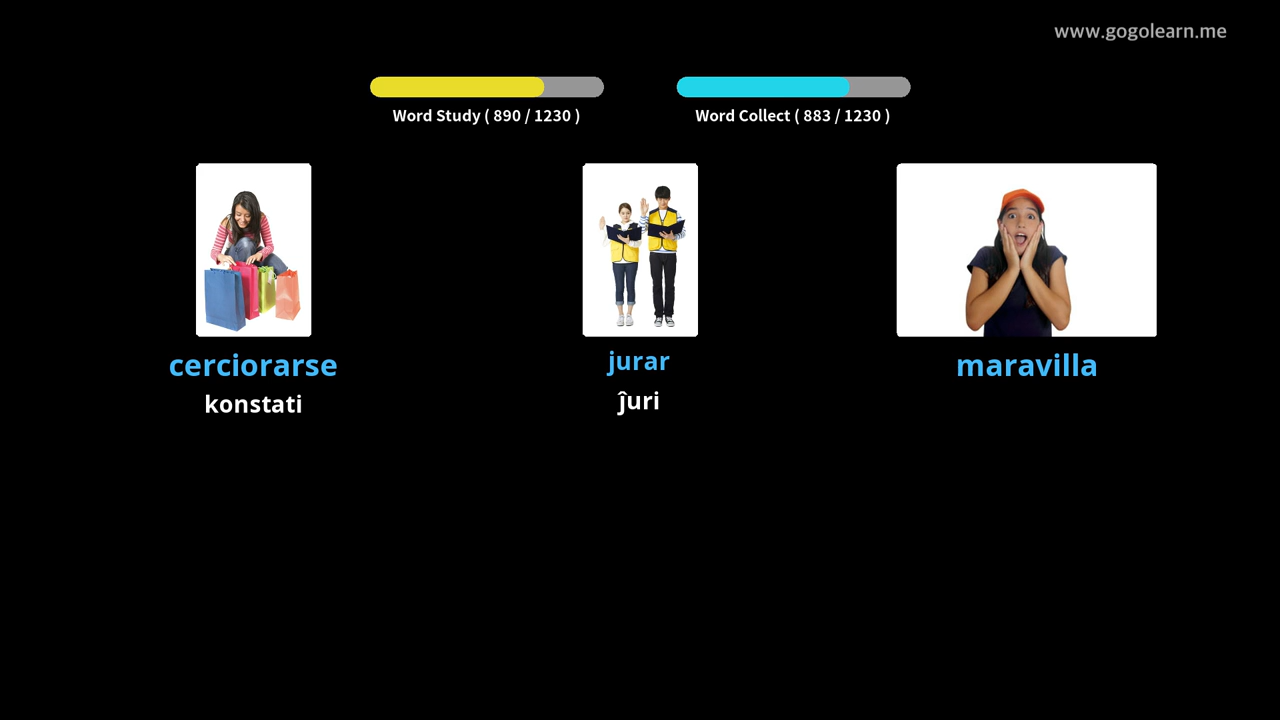 www.gogolearn.me
Word Study ( 890 / 1230 )
Word Collect ( 883 / 1230 )
cerciorarse
konstati
jurar
ĵuri
maravilla